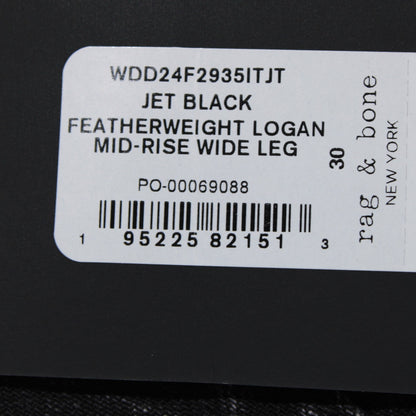 WDD24F2935ITJT
JET BLACK
FEATHERWEIGHT LOGAN
MID-RISE WIDE LEG
PO-00069088
1 95225 82151 3
30
rag & bone
NEW YORK